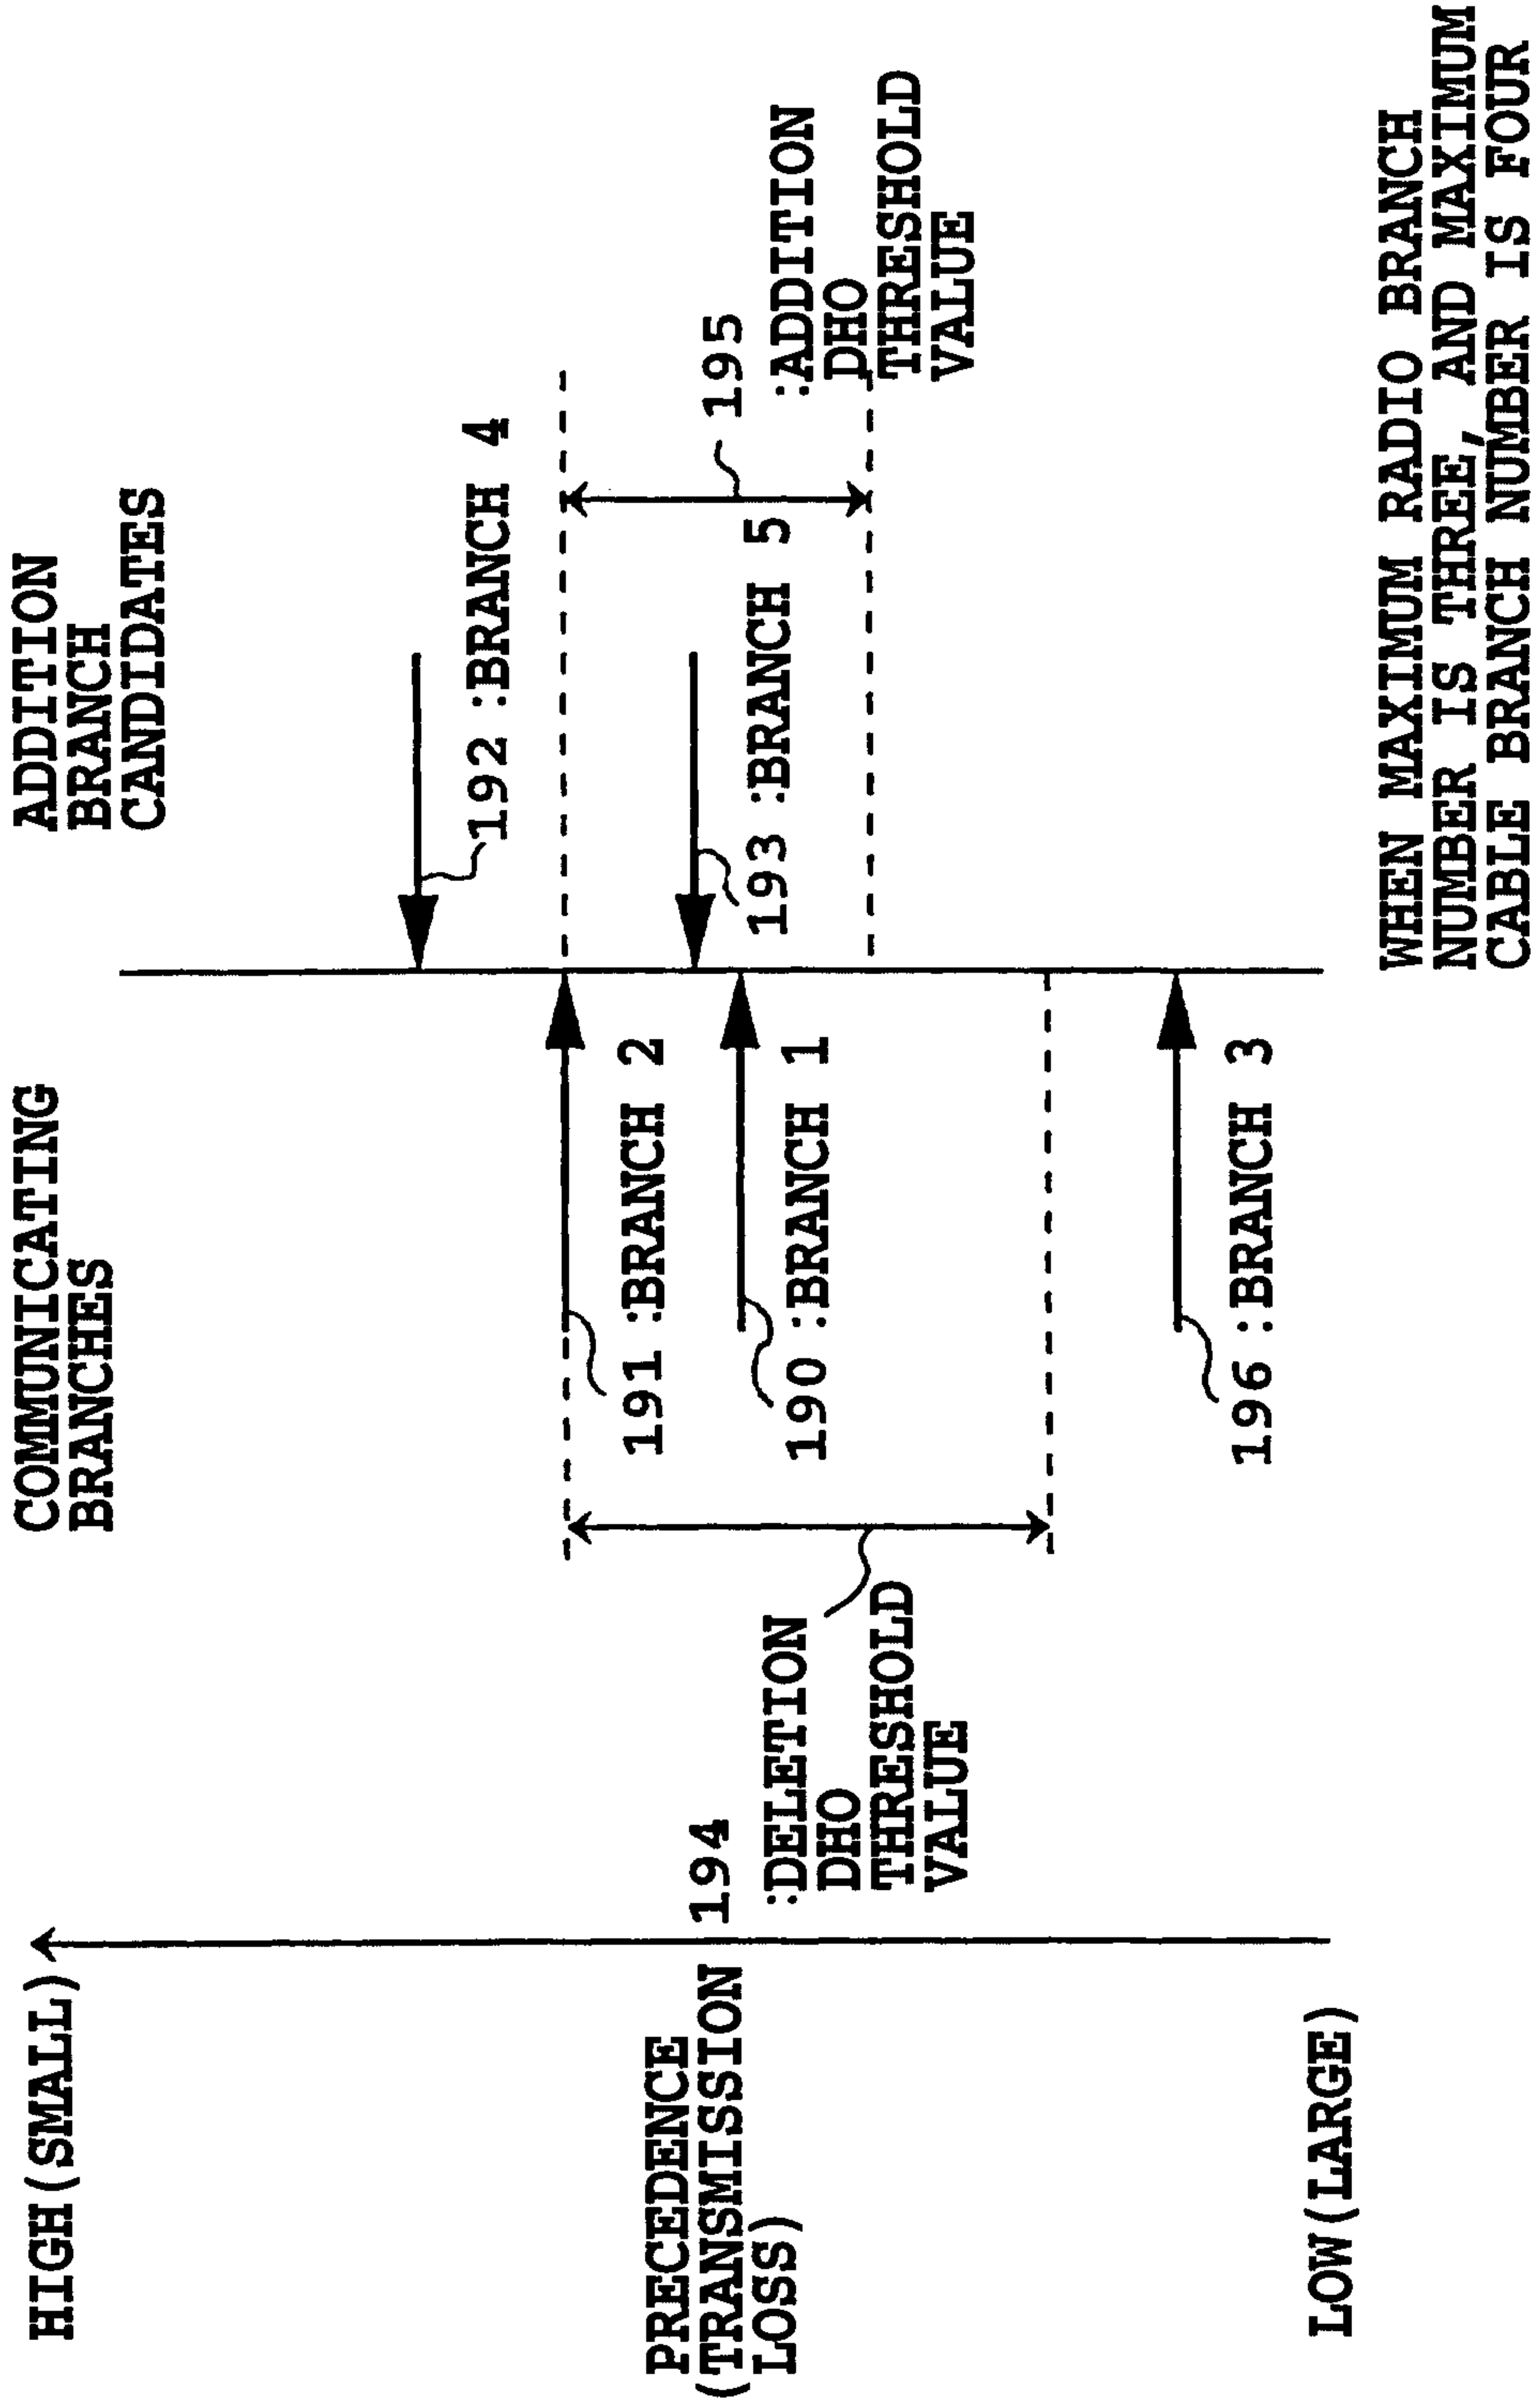 HIGH(SMALL)
PRECEDENCE
(TRANSMISSION
LOSS)
LOW(LARGE)
COMMUNICATING
BRANCHES
194
:DELETION
DHO
THRESHOLD
VALUE
191 :BRANCH 2
190 :BRANCH 1
196 :BRANCH 3
ADDITION
BRANCH
CANDIDATES
192 :BRANCH 4
193 :BRANCH 5
195
:ADDITION
DHO
THRESHOLD
VALUE
WHEN MAXIMUM RADIO BRANCH
NUMBER IS THREE, AND MAXIMUM
CABLE BRANCH NUMBER IS FOUR